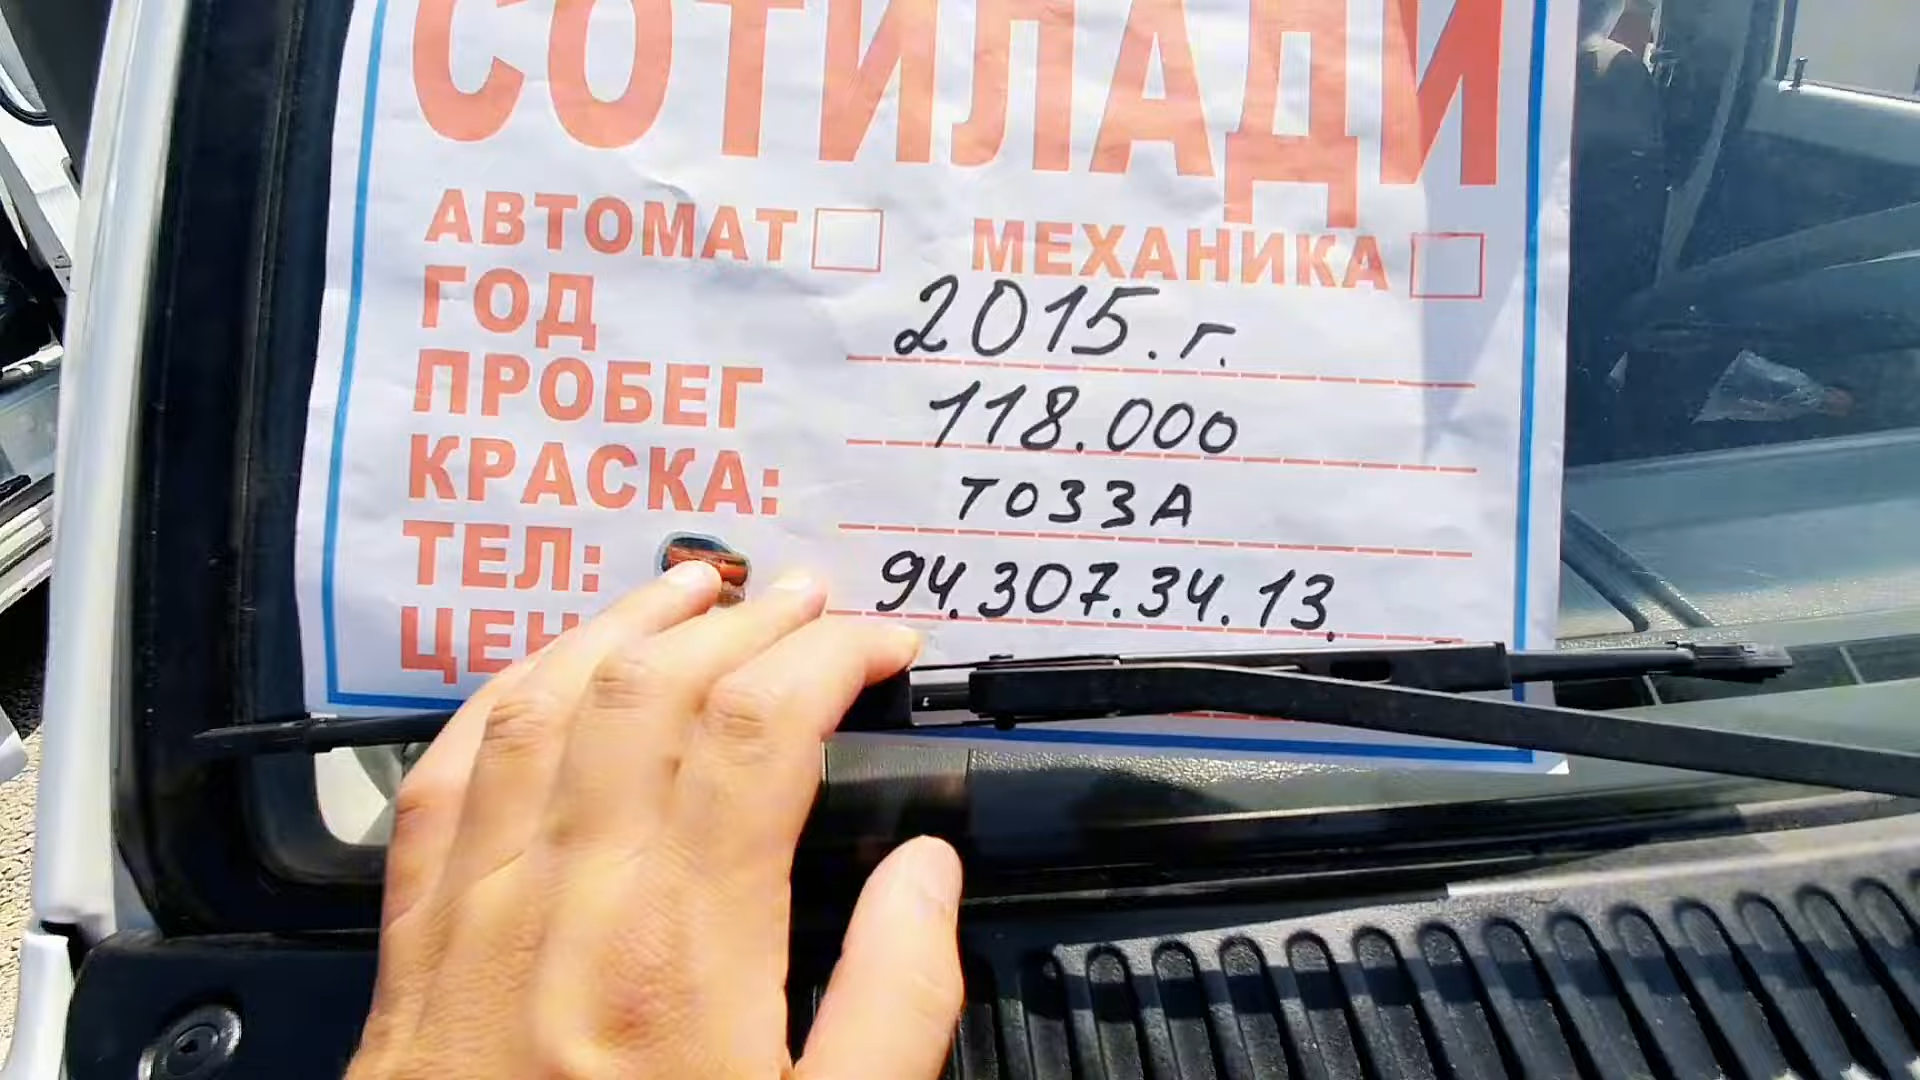 СОТИЛАДИ
АВТОМАТ МЕХАНИКА
ГОД 2015.г.
ПРОБЕГ 118.000
КРАСКА: ТОЗЗА
ТЕЛ: 94.307.34.13.